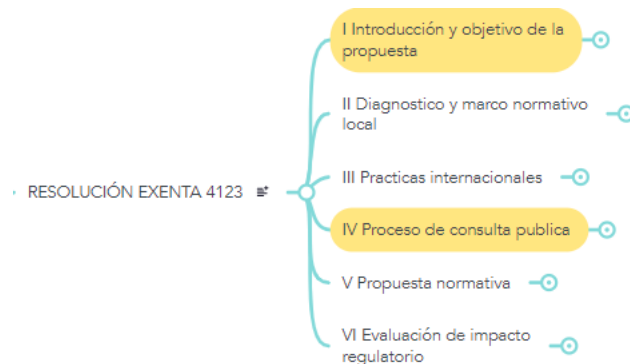 I Introducción y objetivo de la
propuesta
II Diagnostico y marco normativo
local
RESOLUCIÓN EXENTA 4123
III Practicas internacionales
IV Proceso de consulta publica
V Propuesta normativa
VI Evaluación de impacto
regulatorio